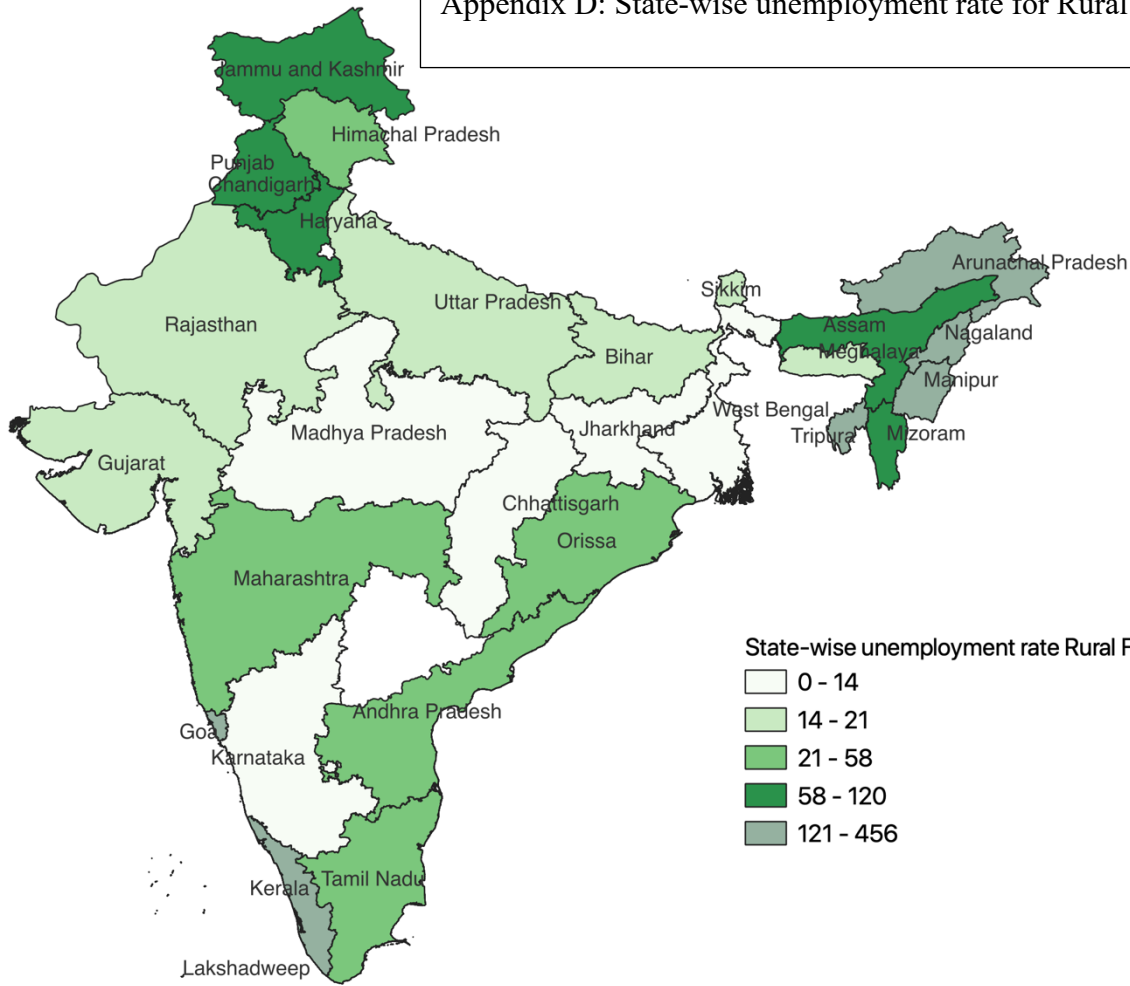 Appendix D: State-wise unemployment rate for Rural
Jammu and Kashmir
Himachal Pradesh
Punjab
Chandigarh
Haryana
Arunachal Pradesh
Sikkim
Uttar Pradesh
Rajasthan
Assam
Nagaland
Meghalaya
Bihar
Manipur
West Bengal
Jharkhand
Madhya Pradesh
Tripura
Mizoram
Gujarat
Chhattisgarh
Orissa
Maharashtra
State-wise unemployment rate Rural F
0 - 14
14 - 21
21 - 58
58 - 120
121 - 456
Andhra Pradesh
Goa
Karnataka
Tamil Nadu
Kerala
Lakshadweep